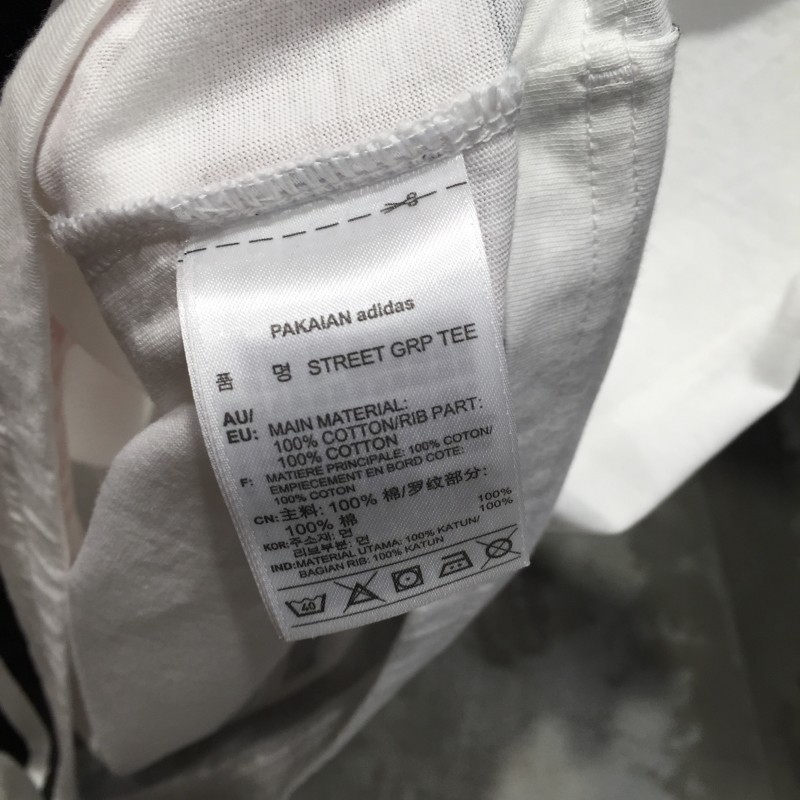 PAKAIAN adidas
품 명 STREET GRP TEE
AU/ EU: MAIN MATERIAL:
100% COTTON/RIB PART:
100% COTTON
F: MATIERE PRINCIPALE: 100% COTON/
EMPIECEMENT EN BORD COTE:
100% COTON
CN: 主料: 100% 棉/罗纹部分:
100% 棉
KOR: 주소재: 면 100%
리브부분: 면 100%
IND: MATERIAL UTAMA: 100% KATUN/
BAGIAN RIB: 100% KATUN
40